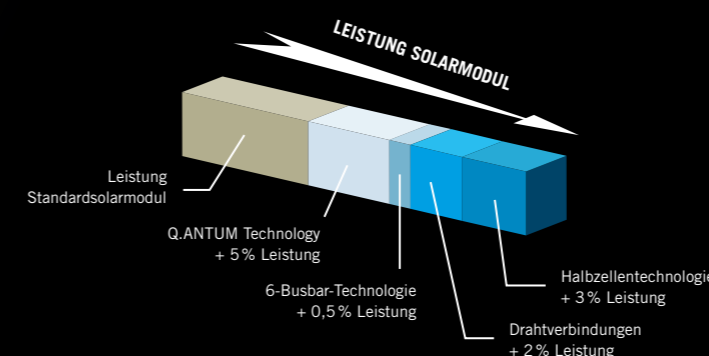 LEISTUNG SOLARMODUL
Leistung
Standardsolarmodul
Q.ANTUM Technology
+ 5% Leistung
6-Busbar-Technologie
+ 0,5% Leistung
Halbzellentechnologie
+ 3% Leistung
Drahtverbindungen
+ 2% Leistung